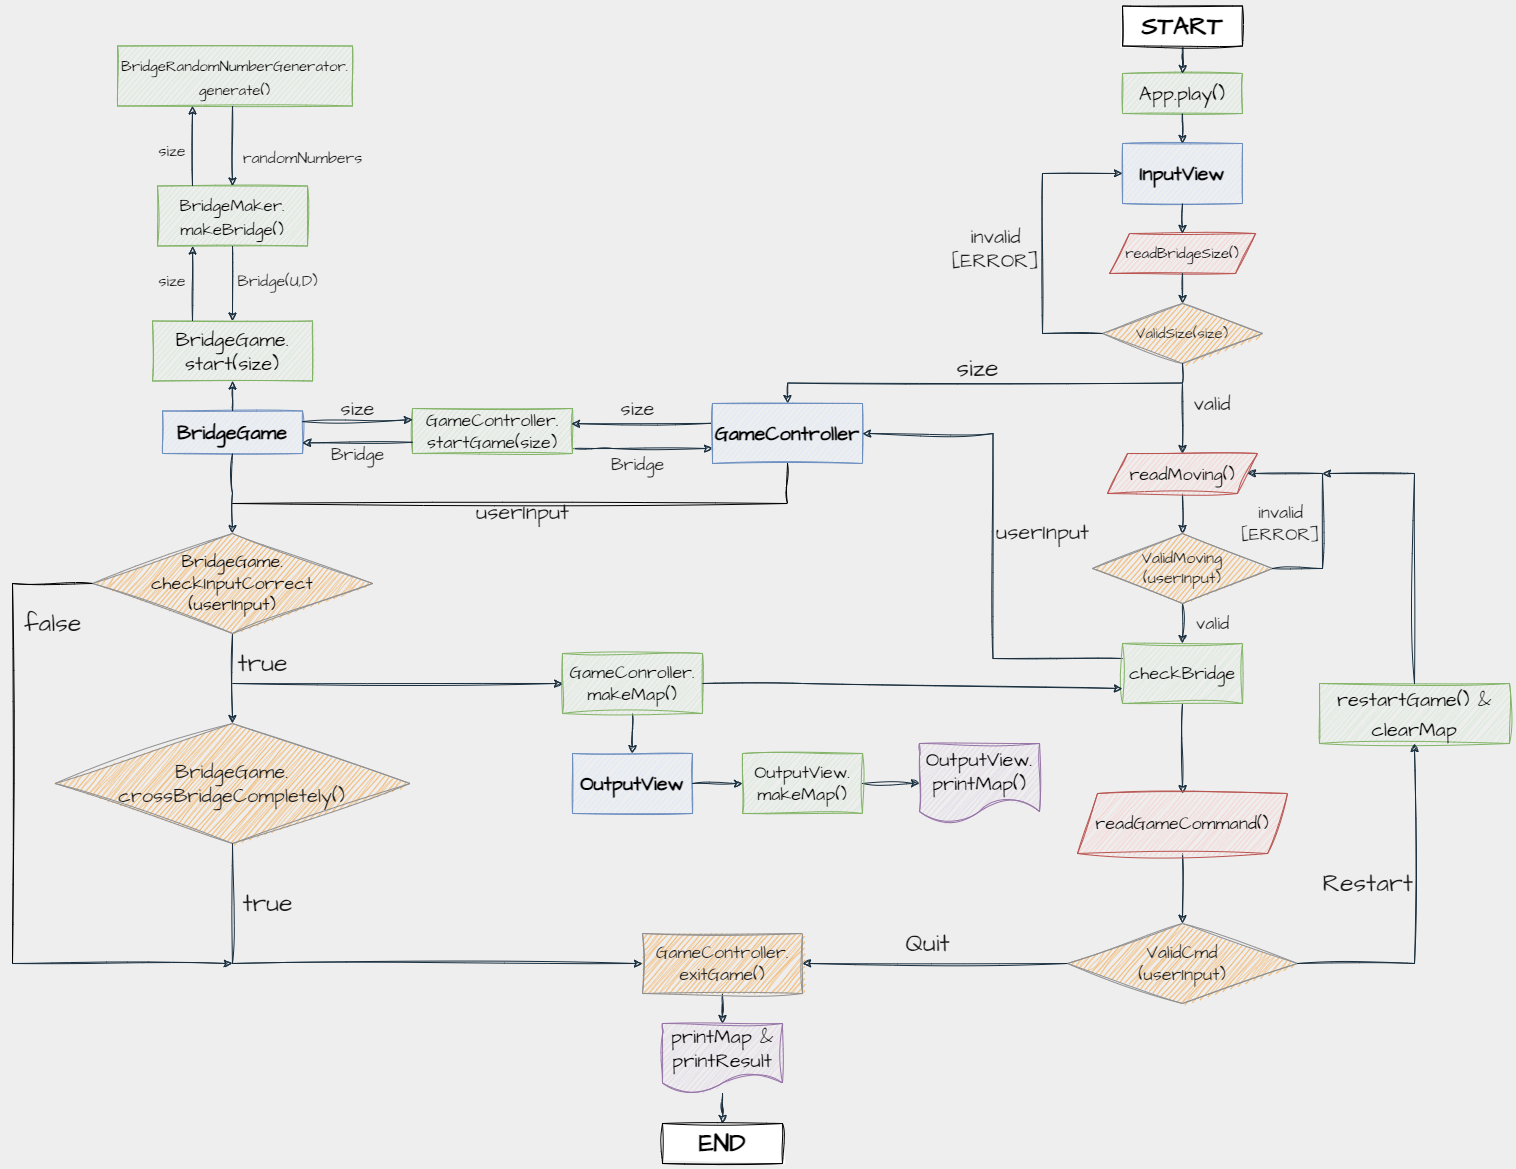 START
App.play()
InputView
readBridgeSize()
invalid
[ERROR]
ValidSize(size)
size
valid
BridgeRandomNumberGenerator.
generate()
size
randomNumbers
BridgeMaker.
makeBridge()
size
Bridge(U,D)
BridgeGame.
start(size)
BridgeGame
size
Bridge
GameController.
startGame(size)
size
Bridge
GameController
userInput
readMoving()
invalid
[ERROR]
userInput
ValidMoving
(userInput)
valid
BridgeGame.
checkInputCorrect
(userInput)
false
true
GameConroller.
makeMap()
checkBridge
restartGame() &
clearMap
BridgeGame.
crossBridgeCompletely()
OutputView
OutputView.
makeMap()
OutputView.
printMap()
readGameCommand()
Restart
true
GameController.
exitGame()
Quit
ValidCmd
(userInput)
printMap &
printResult
END